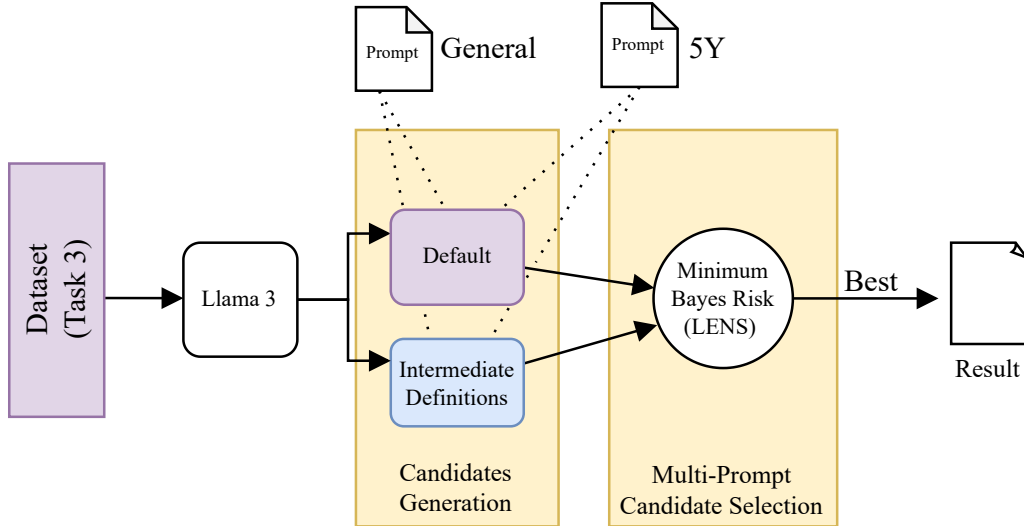 Prompt
General
Prompt
5Y
Dataset
(Task 3)
Llama 3
Default
Intermediate
Definitions
Candidates
Generation
Minimum
Bayes Risk
(LENS)
Multi-Prompt
Candidate Selection
Best
Result